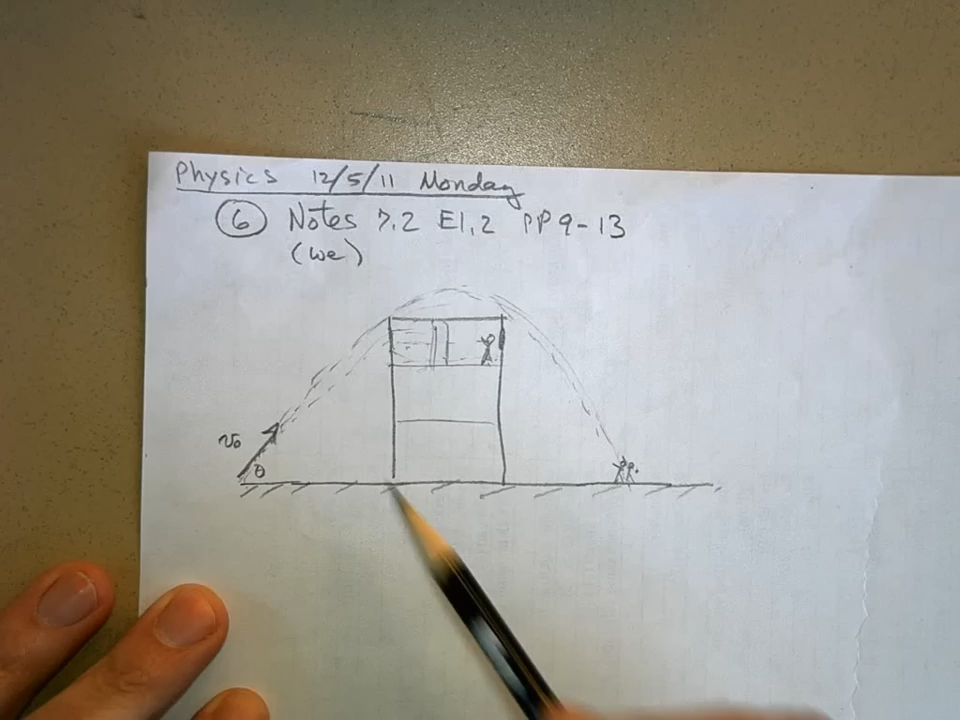 Physics 12/5/11 Monday
6 Notes 7.2 E1,2 PP 9-13
(we)
v₀
θ